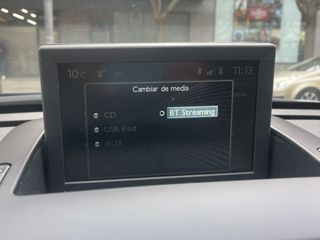 10°C
11:13
Cambiar de media
CD
BT Streaming
USB/iPod
AUX